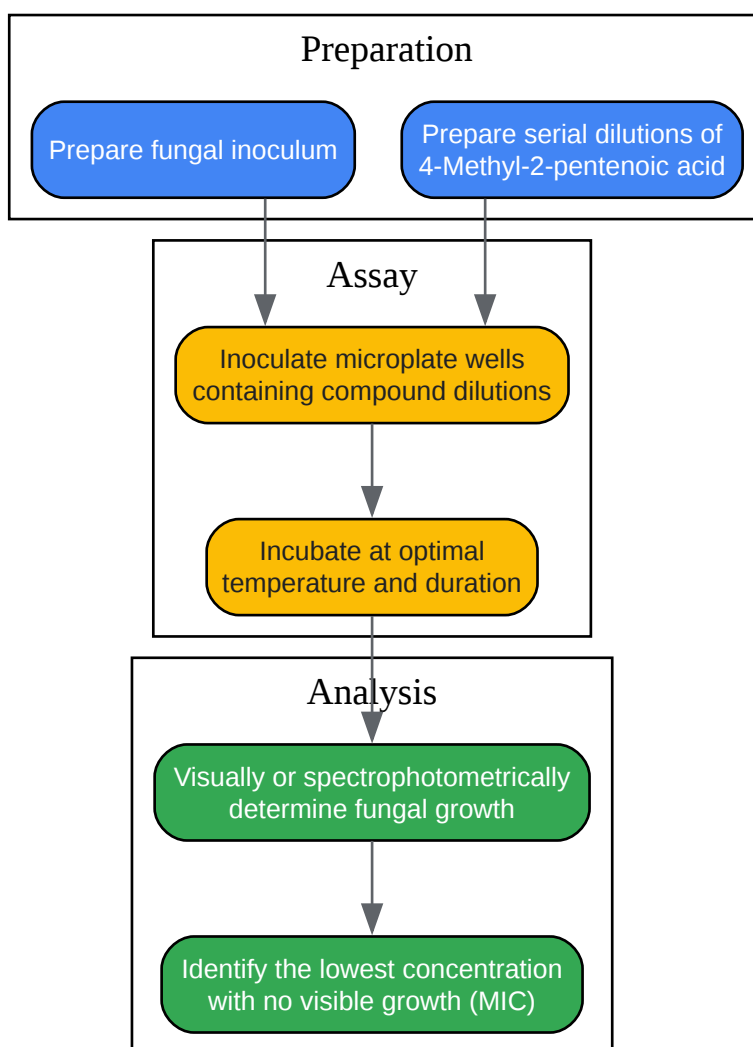 Preparation
Prepare fungal inoculum
Prepare serial dilutions of
4-Methyl-2-pentenoic acid
Assay
Inoculate microplate wells
containing compound dilutions
Incubate at optimal
temperature and duration
Analysis
Visually or spectrophotometrically
determine fungal growth
Identify the lowest concentration
with no visible growth (MIC)